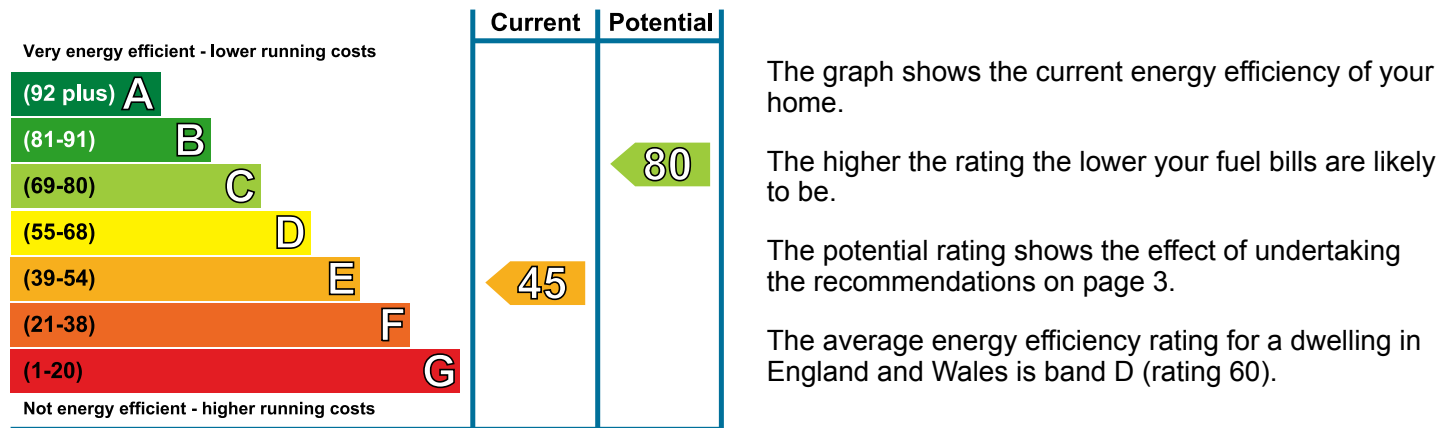 Current Potential
Very energy efficient - lower running costs
(92 plus) A
(81-91) B
(69-80) C
80
(55-68) D
(39-54) E
45
(21-38) F
(1-20) G
Not energy efficient - higher running costs
The graph shows the current energy efficiency of your
home.
The higher the rating the lower your fuel bills are likely
to be.
The potential rating shows the effect of undertaking
the recommendations on page 3.
The average energy efficiency rating for a dwelling in
England and Wales is band D (rating 60).